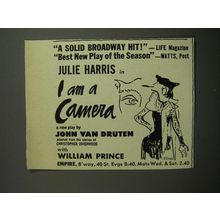 "A SOLID BROADWAY HIT!" — LIFE Magazine
"Best New Play of the Season" — WATTS, Post
JULIE HARRIS in
I am a
Camera
a new play by
JOHN VAN DRUTEN
adapted from the stories of
CHRISTOPHER ISHERWOOD
with
WILLIAM PRINCE
EMPIRE, B'way, 40 St. Evgs 8:40. Mats Wed. & Sat. 2:40